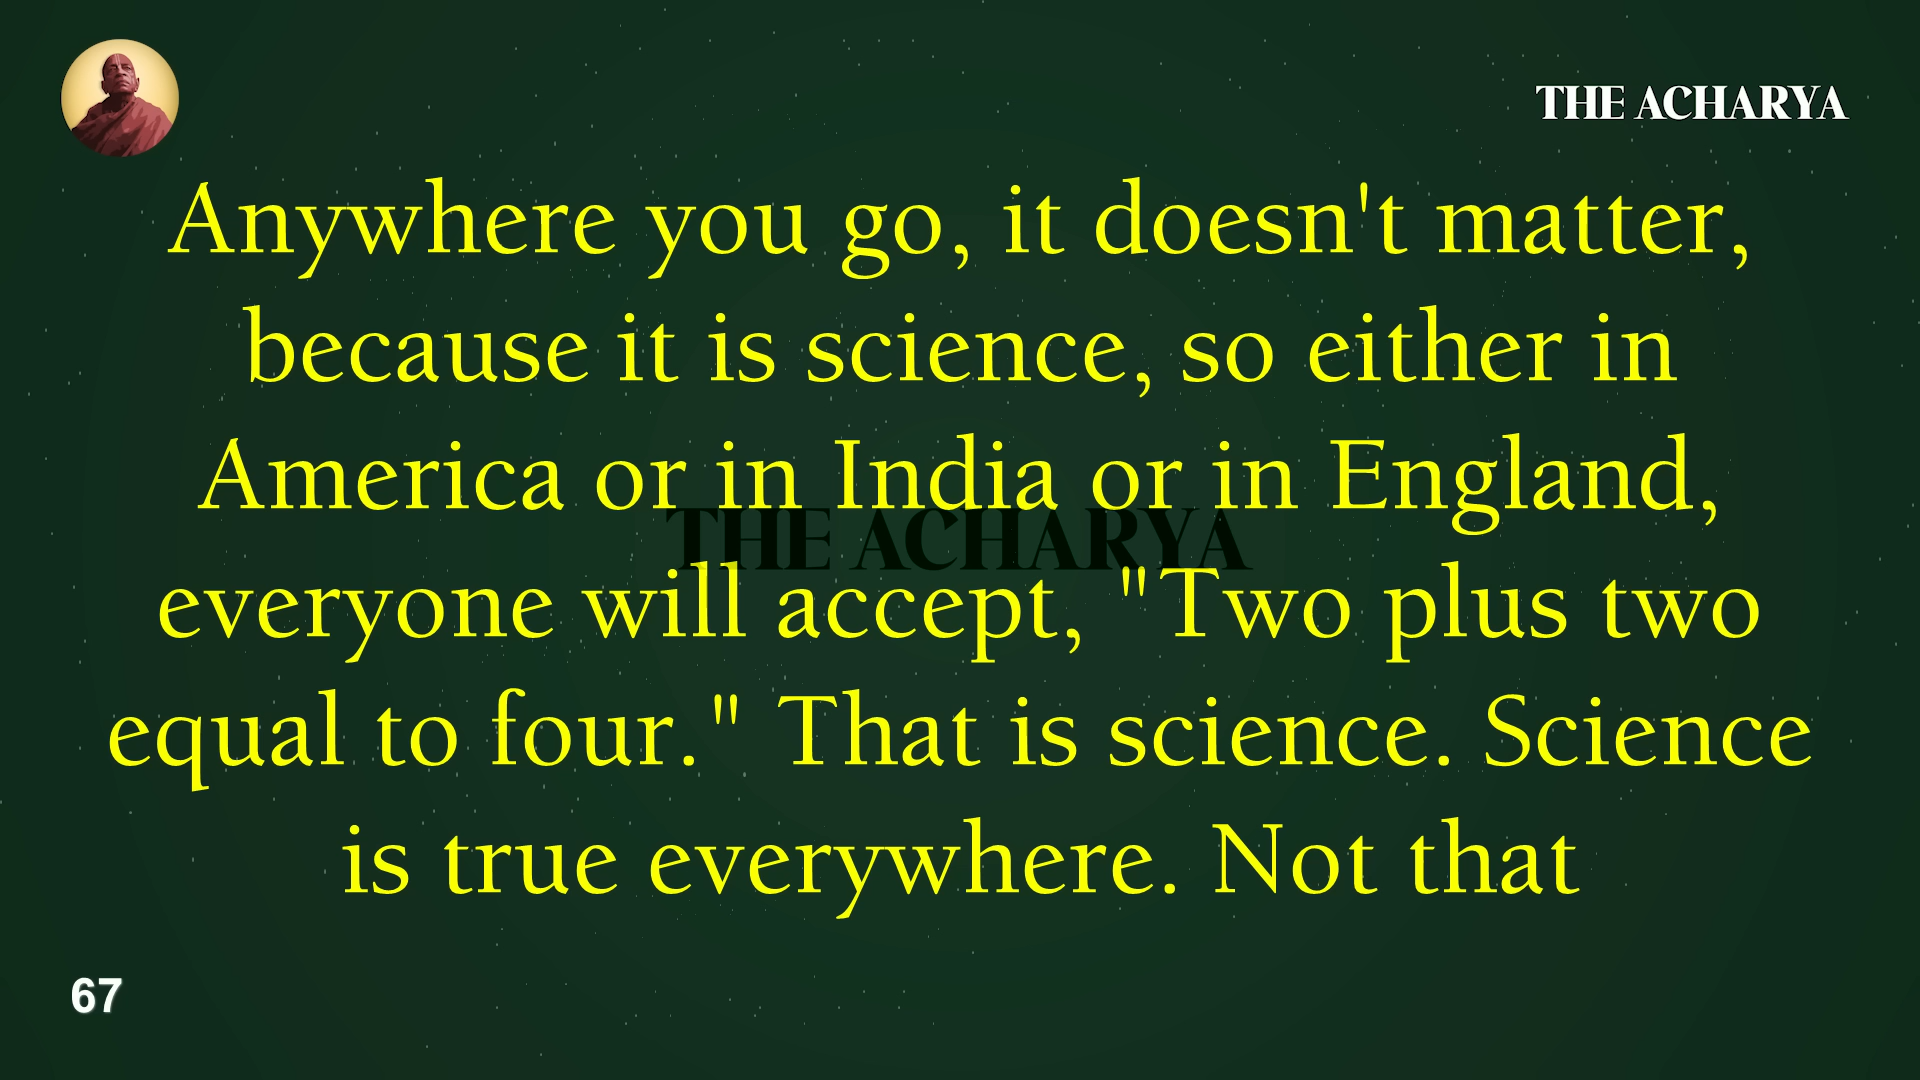 THE ACHARYA
Anywhere you go, it doesn't matter,
because it is science, so either in
America or in India or in England,
THE ACHARYA
everyone will accept, "Two plus two
equal to four." That is science. Science
is true everywhere. Not that
67